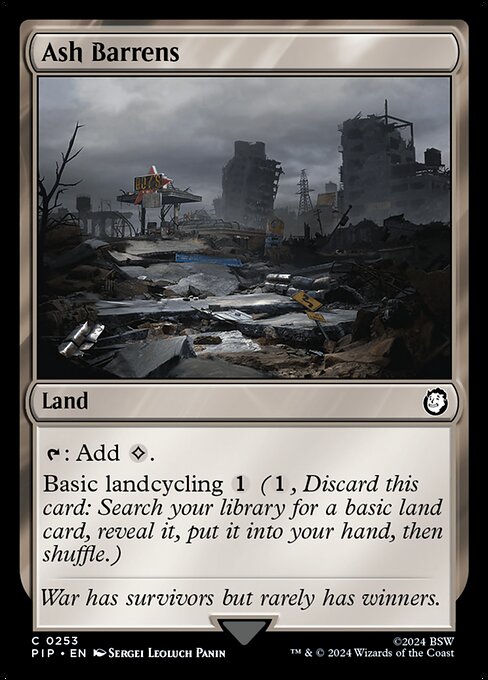 Ash Barrens
Land
: Add .
Basic landcycling 1 (1, Discard this
card: Search your library for a basic land
card, reveal it, put it into your hand, then
shuffle.)
War has survivors but rarely has winners.
C 0253
PIP • EN Sergei Leoluch Panin
©2024 BSW
™ & © 2024 Wizards of the Coast